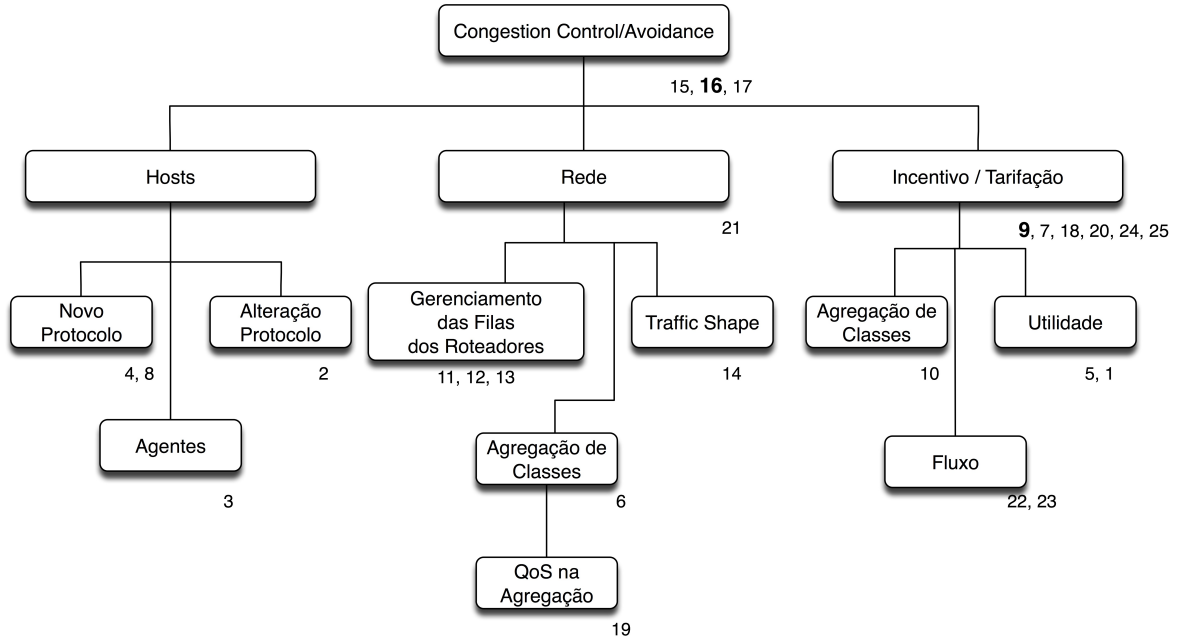 Congestion Control/Avoidance
15, 16, 17
Hosts
Rede
Incentivo / Tarifação
21
9, 7, 18, 20, 24, 25
Novo
Protocolo
Alteração
Protocolo
Gerenciamento
das Filas
dos Roteadores
Traffic Shape
Agregação de
Classes
Utilidade
4, 8
2
11, 12, 13
14
10
5, 1
Agentes
Agregação de
Classes
Fluxo
3
6
22, 23
QoS na
Agregação
19